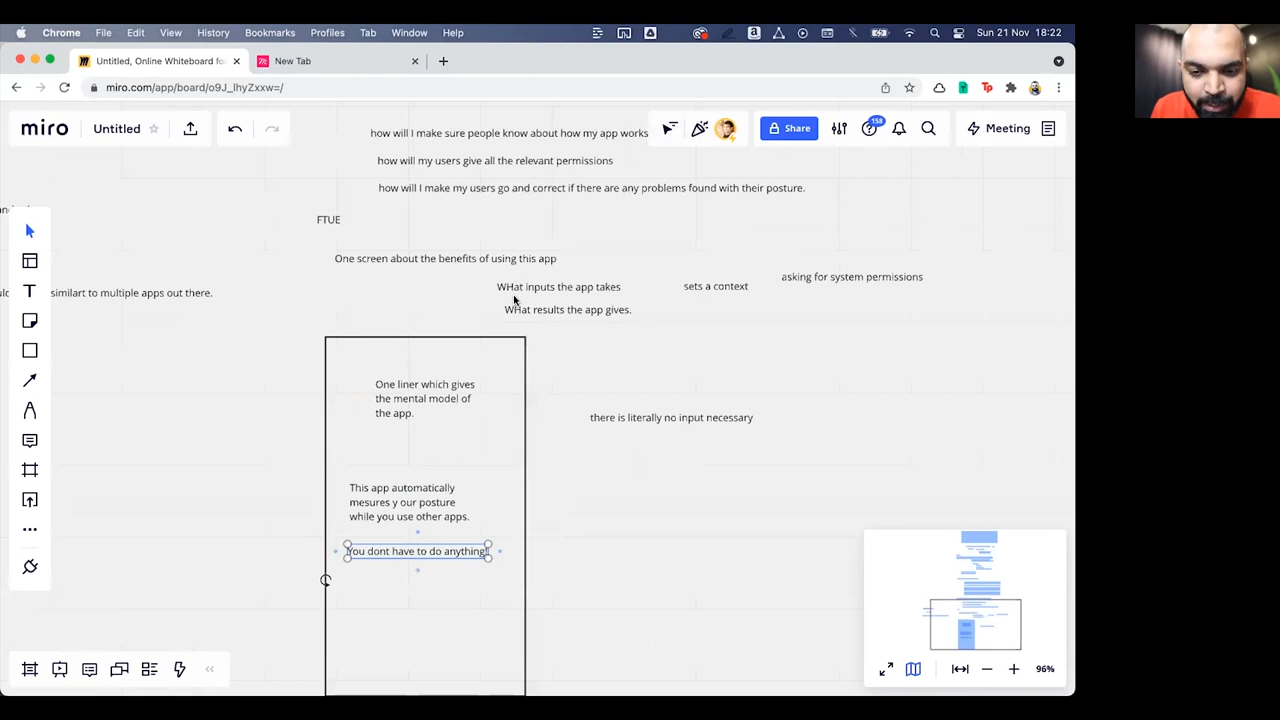 Chrome File Edit View History Bookmarks Profiles Tab Window Help Sun 21 Nov 18:22
Untitled, Online Whiteboard fo New Tab
miro.com/app/board/o9J_lhyZxxw=/
miro Untitled 158 Share Meeting
how will I make sure people know about how my app works
how will my users give all the relevant permissions
how will I make my users go and correct if there are any problems found with their posture.
FTUE
One screen about the benefits of using this app
asking for system permissions
WHat inputs the app takes sets a context
similart to multiple apps out there.
WHat results the app gives.
One liner which gives
the mental model of
the app.
there is literally no input necessary
This app automatically
mesures y our posture
while you use other apps.
You dont have to do anything!
96%